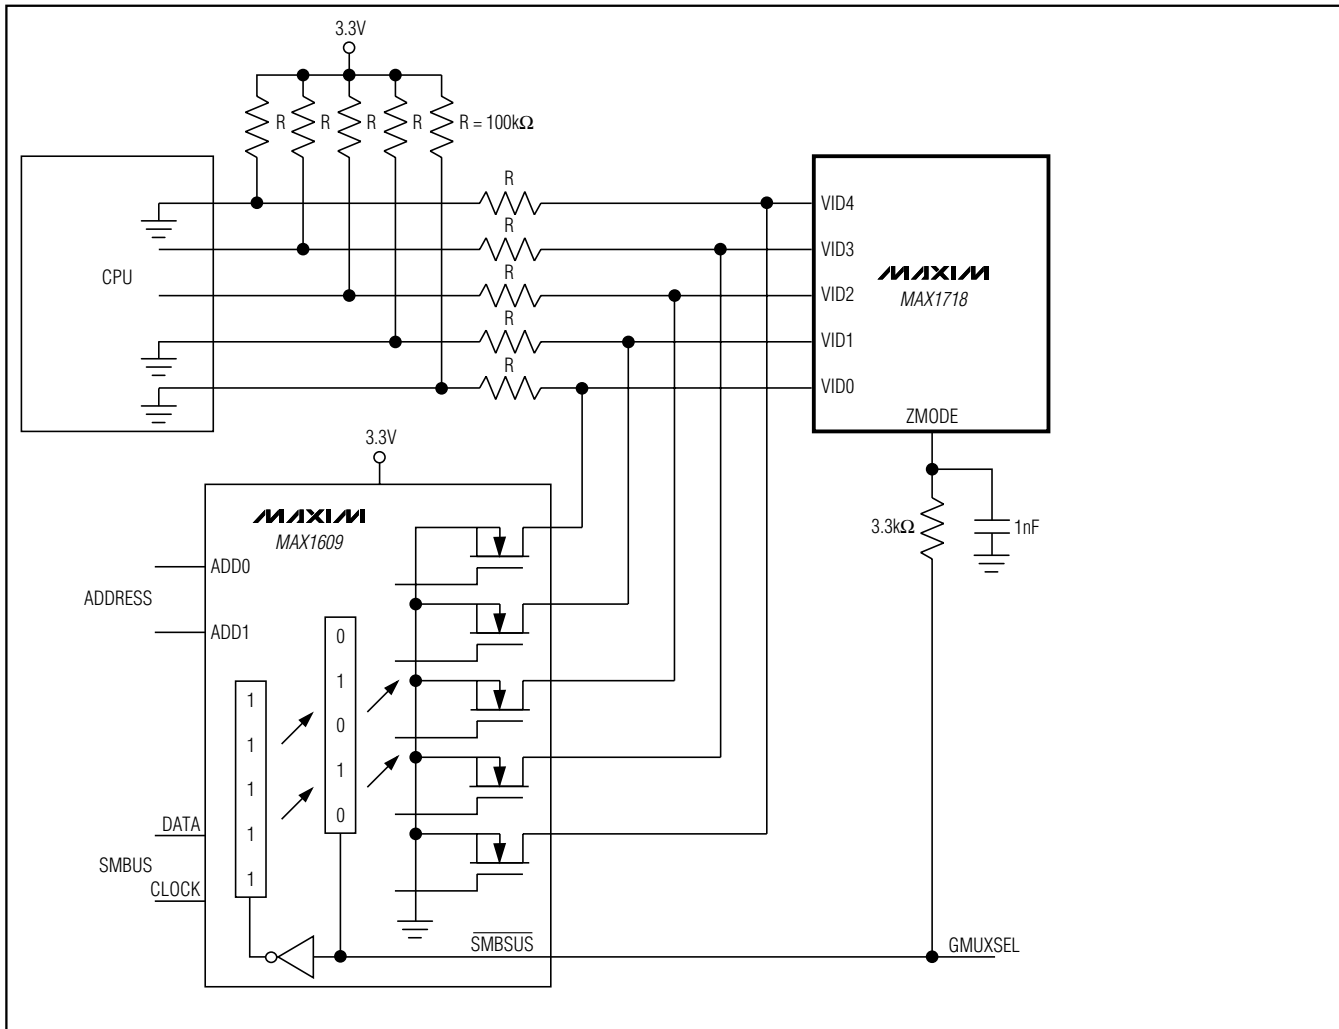 3.3V
R
R
R
R
R = 100kΩ
R
R
R
R
R
CPU
VID4
VID3
VID2
VID1
VID0
MAXIM
MAX1718
ZMODE
3.3kΩ
1nF
3.3V
MAXIM
MAX1609
ADD0
ADDRESS
ADD1
0
1
0
1
0
1
1
1
1
1
DATA
SMBUS
CLOCK
SMBSUS
GMUXSEL